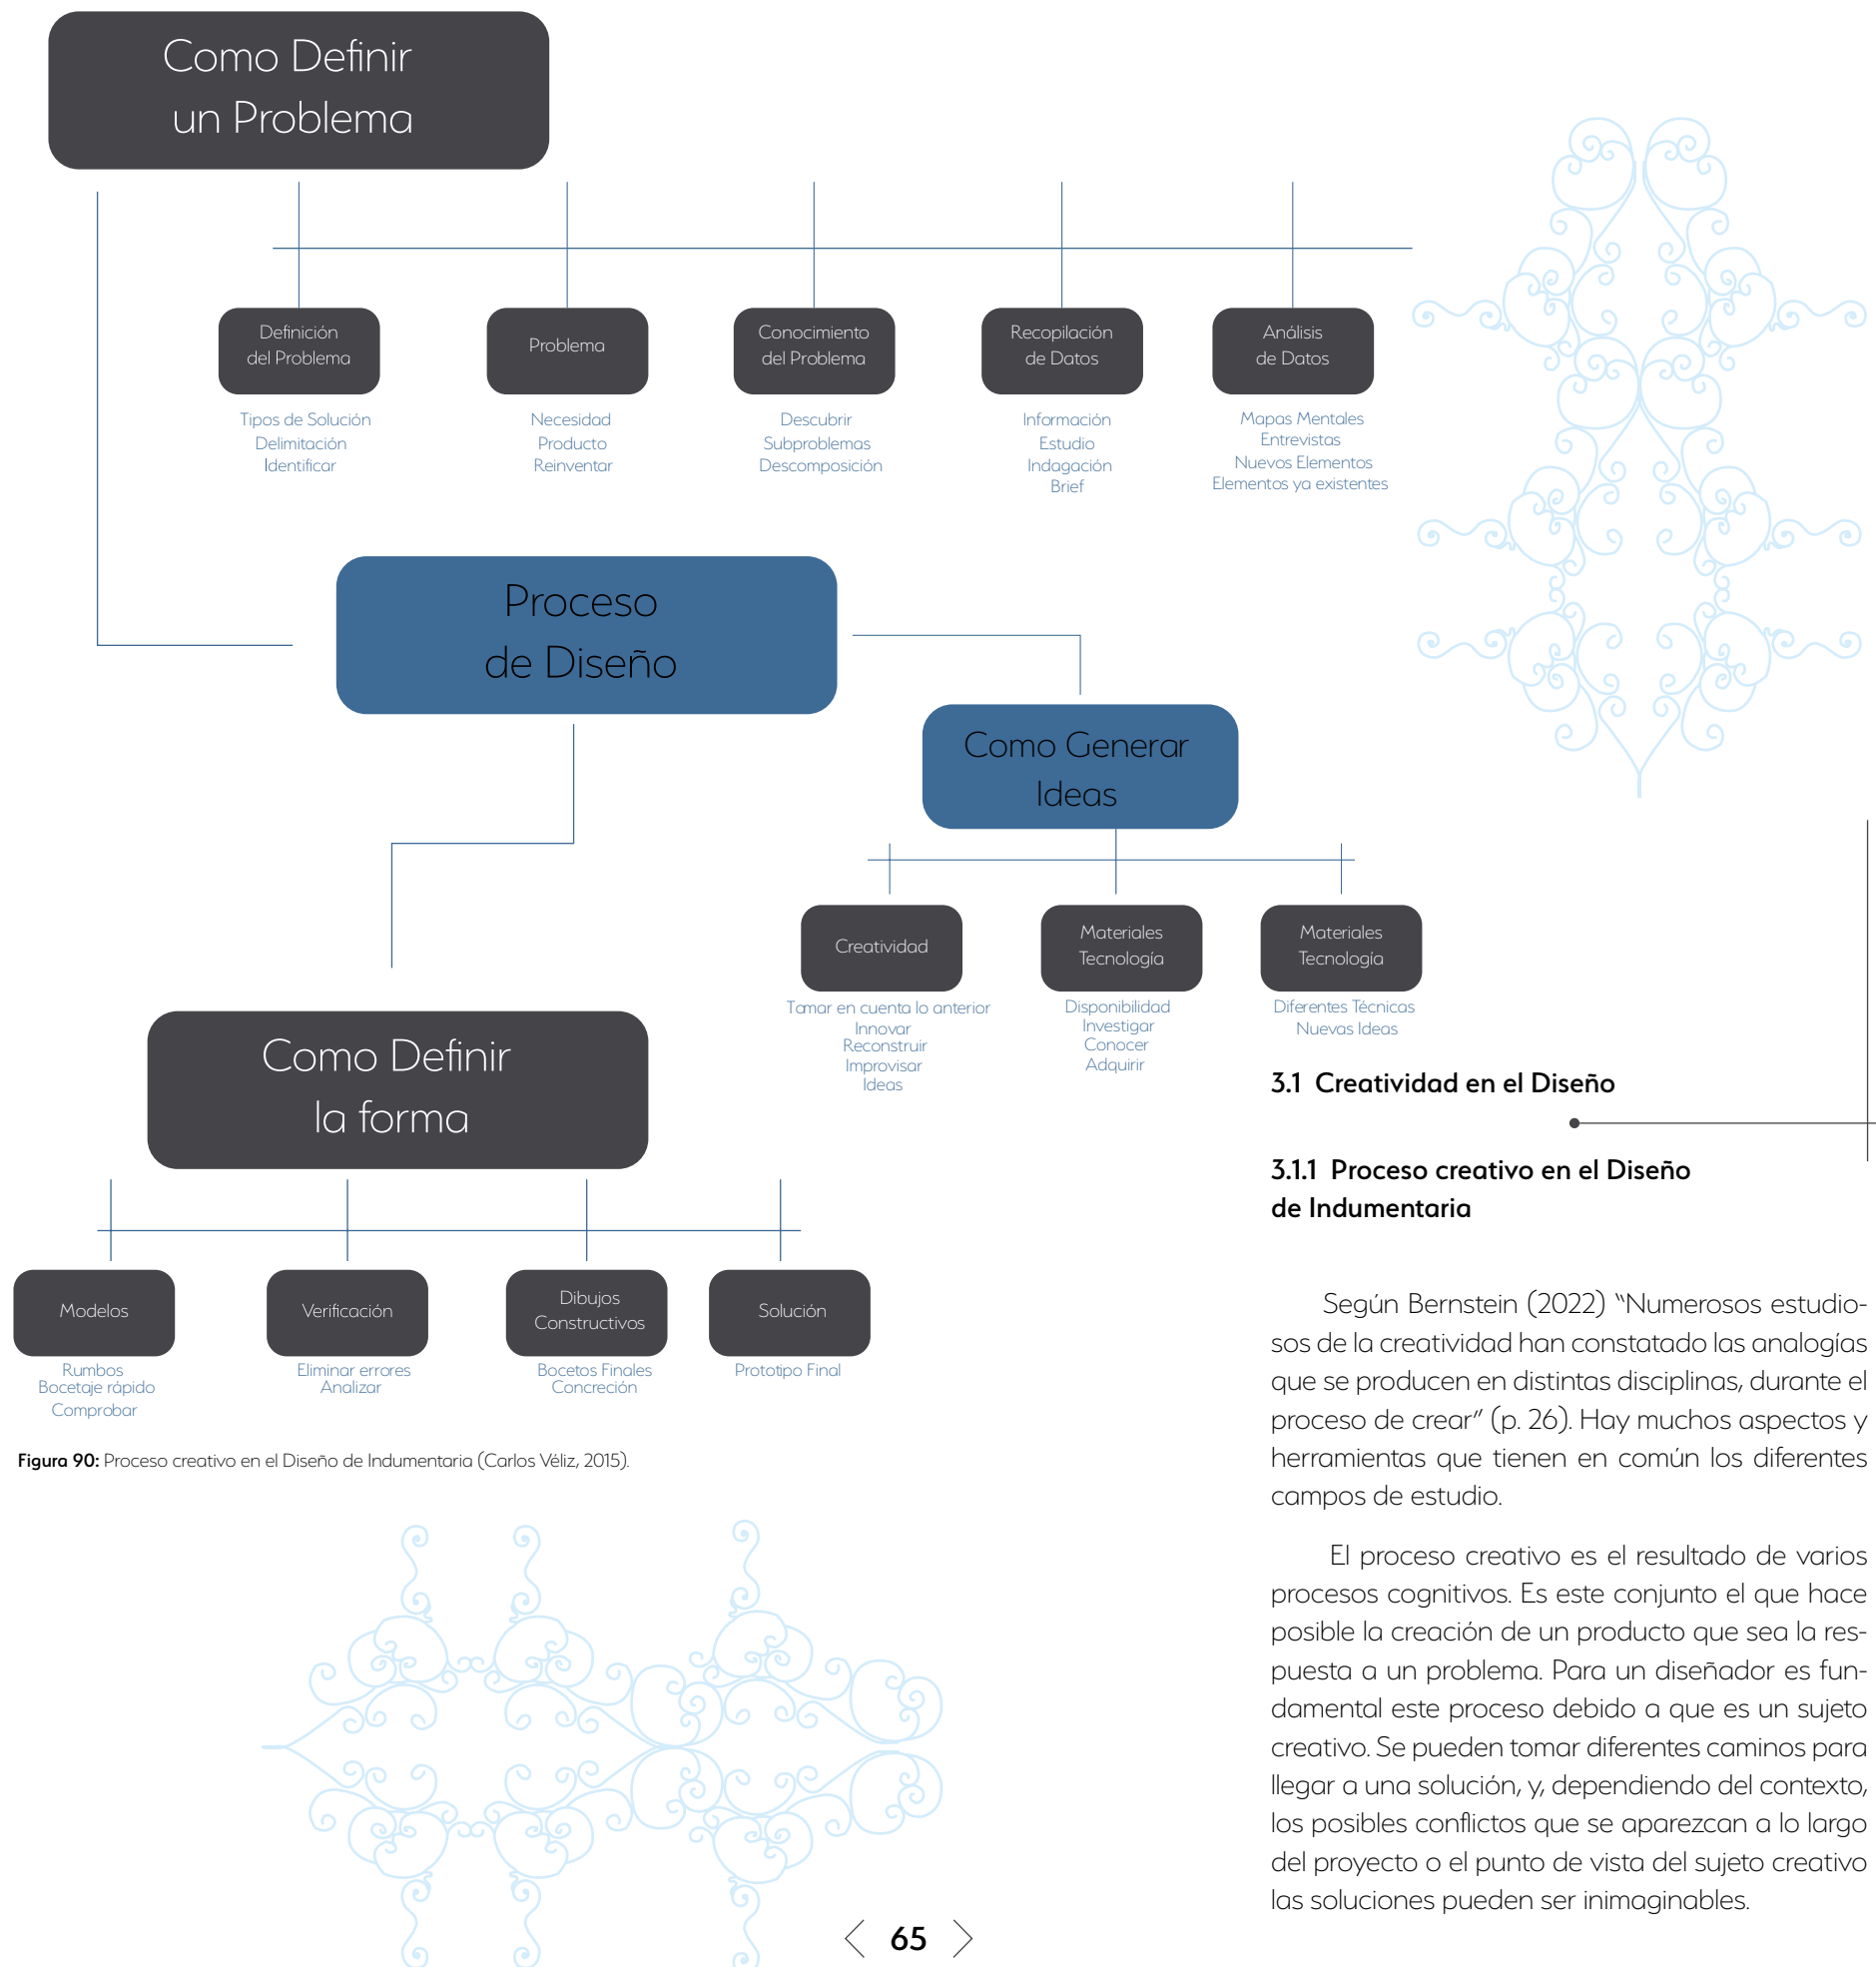 Como Definir
un Problema
Definición
del Problema
Tipos de Solución
Delimitación
Identificar
Problema
Necesidad
Producto
Reinventar
Conocimiento
del Problema
Descubrir
Subproblemas
Descomposición
Recopilación
de Datos
Información
Estudio
Indagación
Brief
Análisis
de Datos
Mapas Mentales
Entrevistas
Nuevos Elementos
Elementos ya existentes
Proceso
de Diseño
Como Generar
Ideas
Creatividad
Tomar en cuenta lo anterior
Innovar
Reconstruir
Improvisar
Ideas
Materiales
Tecnología
Disponibilidad
Investigar
Conocer
Adquirir
Materiales
Tecnología
Diferentes Técnicas
Nuevas Ideas
Como Definir
la forma
Modelos
Rumbos
Bocetaje rápido
Comprobar
Verificación
Eliminar errores
Analizar
Dibujos
Constructivos
Bocetos Finales
Concreción
Solución
Prototipo Final
Figura 90: Proceso creativo en el Diseño de Indumentaria (Carlos Véliz, 2015).
3.1 Creatividad en el Diseño
3.1.1 Proceso creativo en el Diseño
de Indumentaria
Según Bernstein (2022) "Numerosos estudio-
sos de la creatividad han constatado las analogías
que se producen en distintas disciplinas, durante el
proceso de crear" (p. 26). Hay muchos aspectos y
herramientas que tienen en común los diferentes
campos de estudio.
El proceso creativo es el resultado de varios
procesos cognitivos. Es este conjunto el que hace
posible la creación de un producto que sea la res-
puesta a un problema. Para un diseñador es fun-
damental este proceso debido a que es un sujeto
creativo. Se pueden tomar diferentes caminos para
llegar a una solución, y, dependiendo del contexto,
los posibles conflictos que se aparezcan a lo largo
del proyecto o el punto de vista del sujeto creativo
las soluciones pueden ser inimaginables.
65